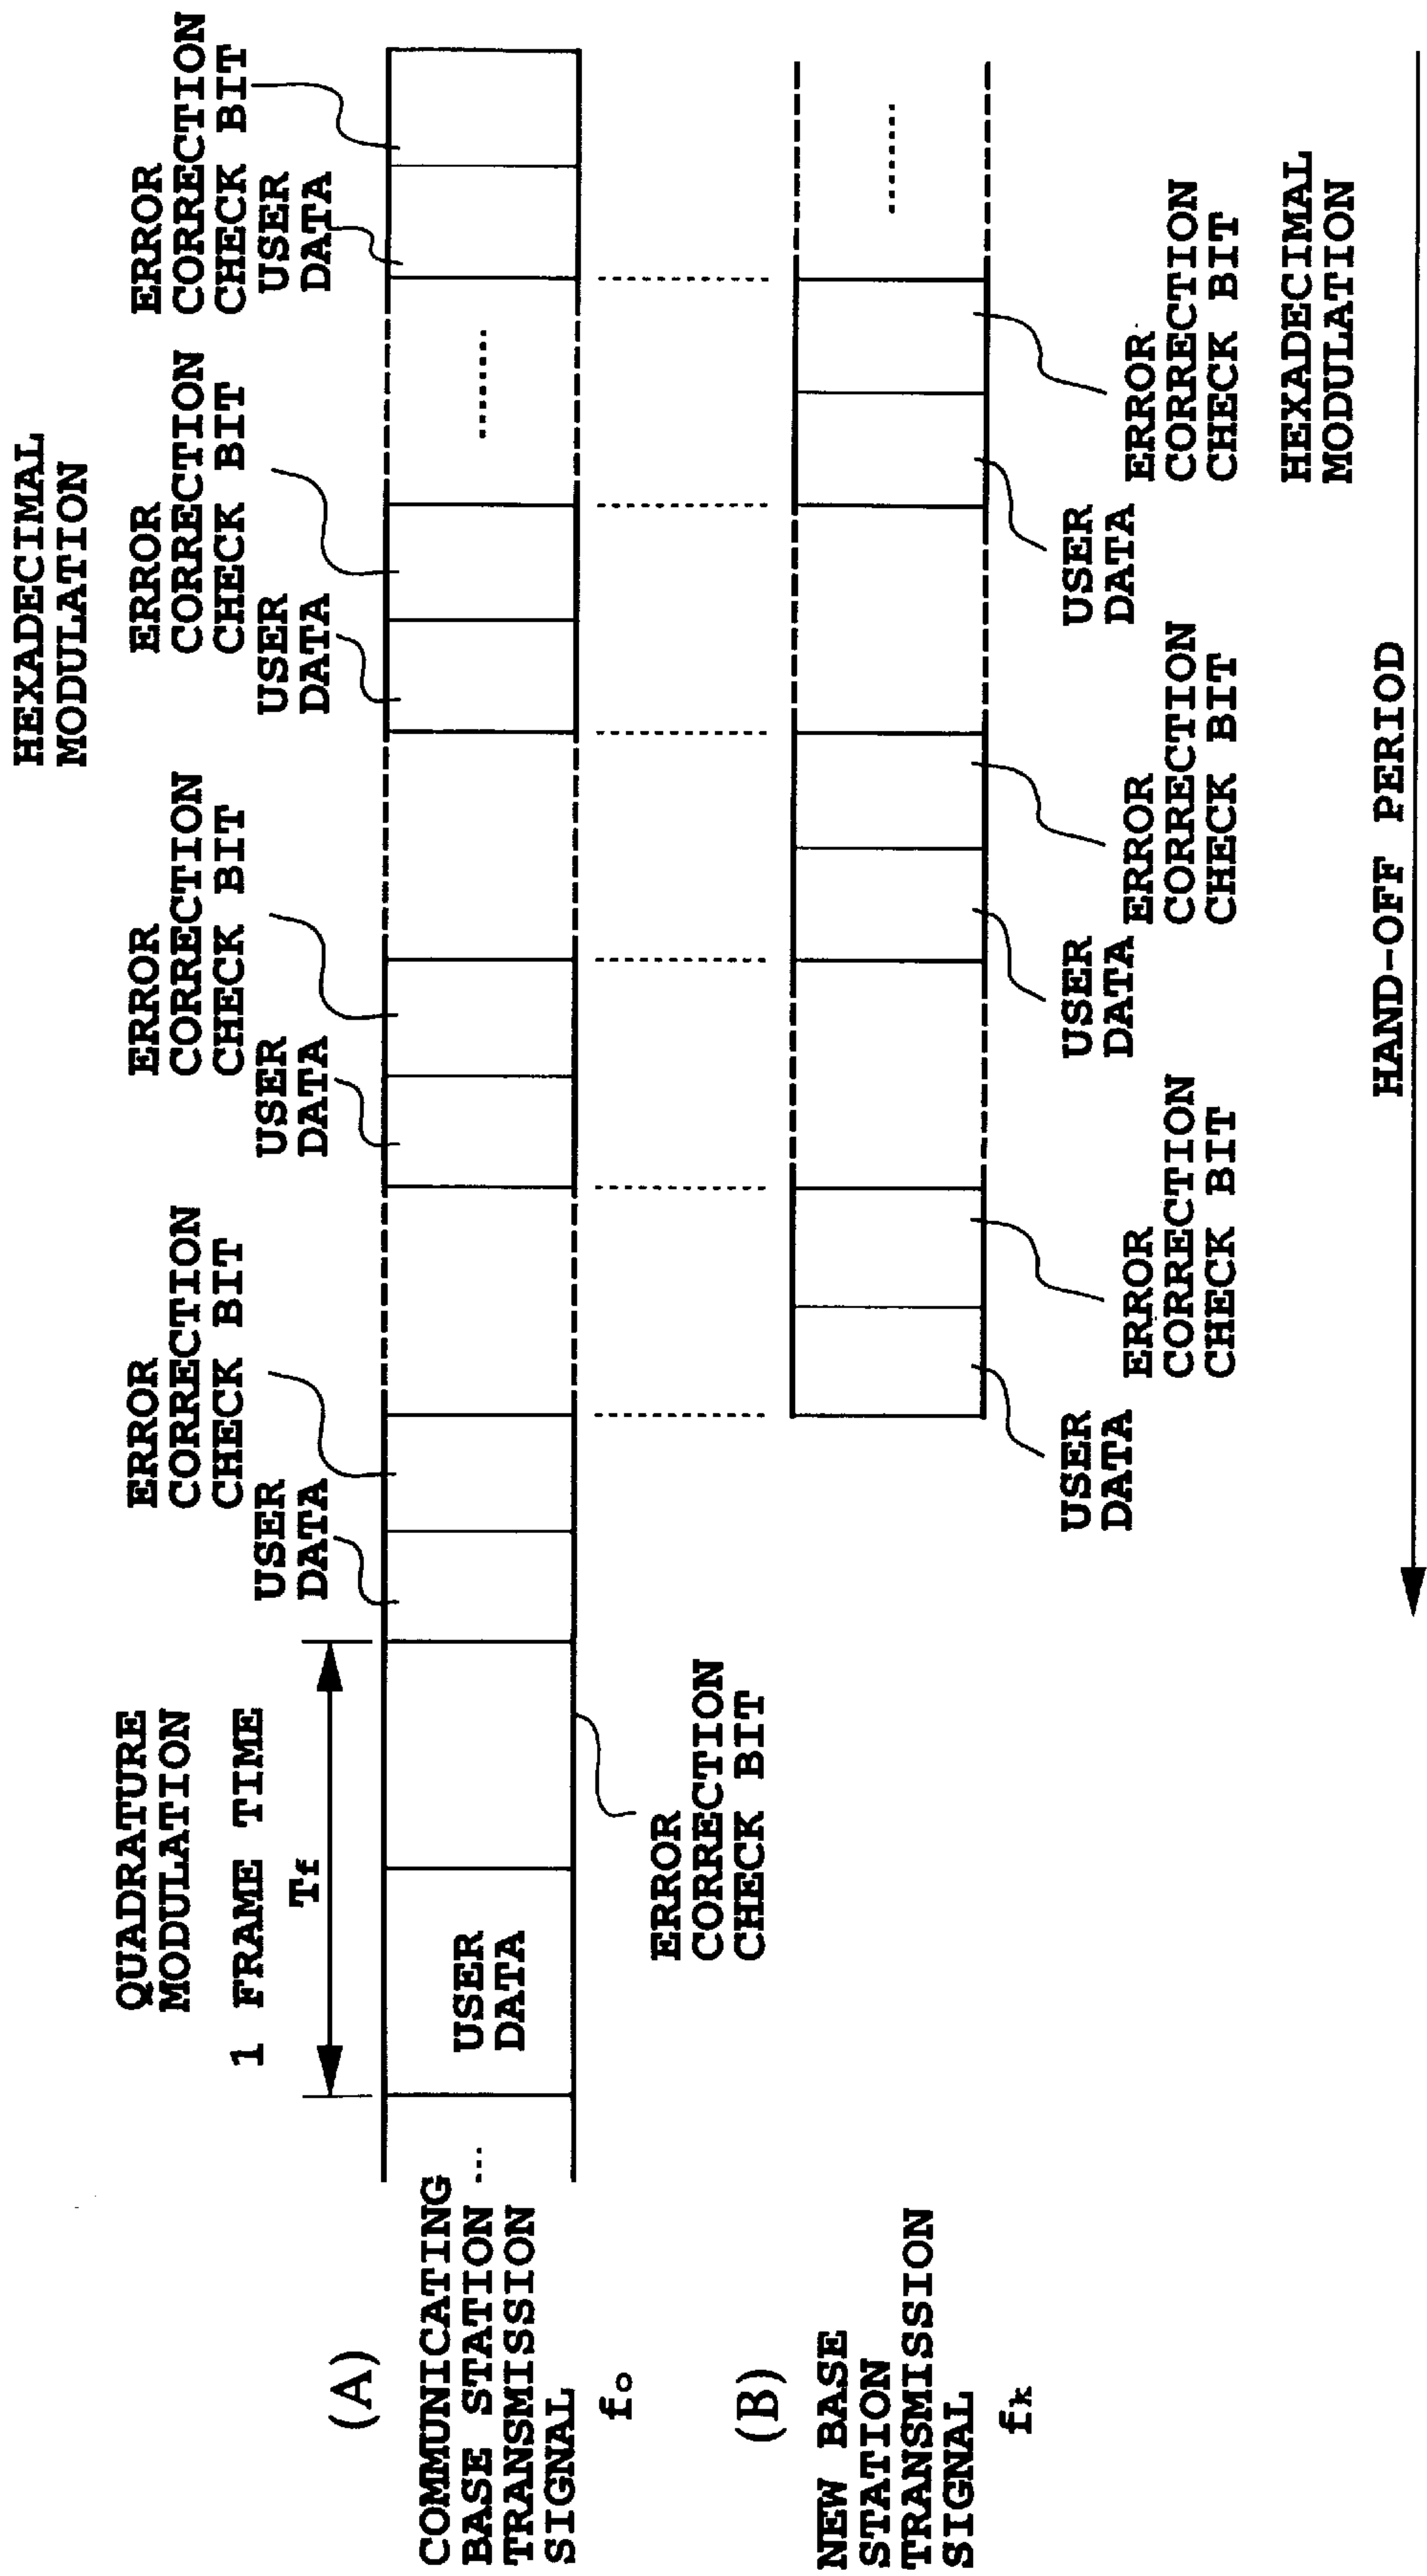 HEXADECIMAL
MODULATION
QUADRATURE
MODULATION
1 FRAME TIME
Tf
ERROR
CORRECTION
CHECK BIT
USER
DATA
ERROR
CORRECTION
CHECK BIT
USER
DATA
ERROR
CORRECTION
CHECK BIT
USER
DATA
ERROR
CORRECTION
CHECK BIT
USER
DATA
(A)
COMMUNICATING
BASE STATION
TRANSMISSION
SIGNAL
fo
USER
DATA
ERROR
CORRECTION
CHECK BIT
(B)
NEW BASE
STATION
TRANSMISSION
SIGNAL
fk
USER
DATA
ERROR
CORRECTION
CHECK BIT
USER
DATA
ERROR
CORRECTION
CHECK BIT
USER
DATA
ERROR
CORRECTION
CHECK BIT
HEXADECIMAL
MODULATION
HAND-OFF PERIOD